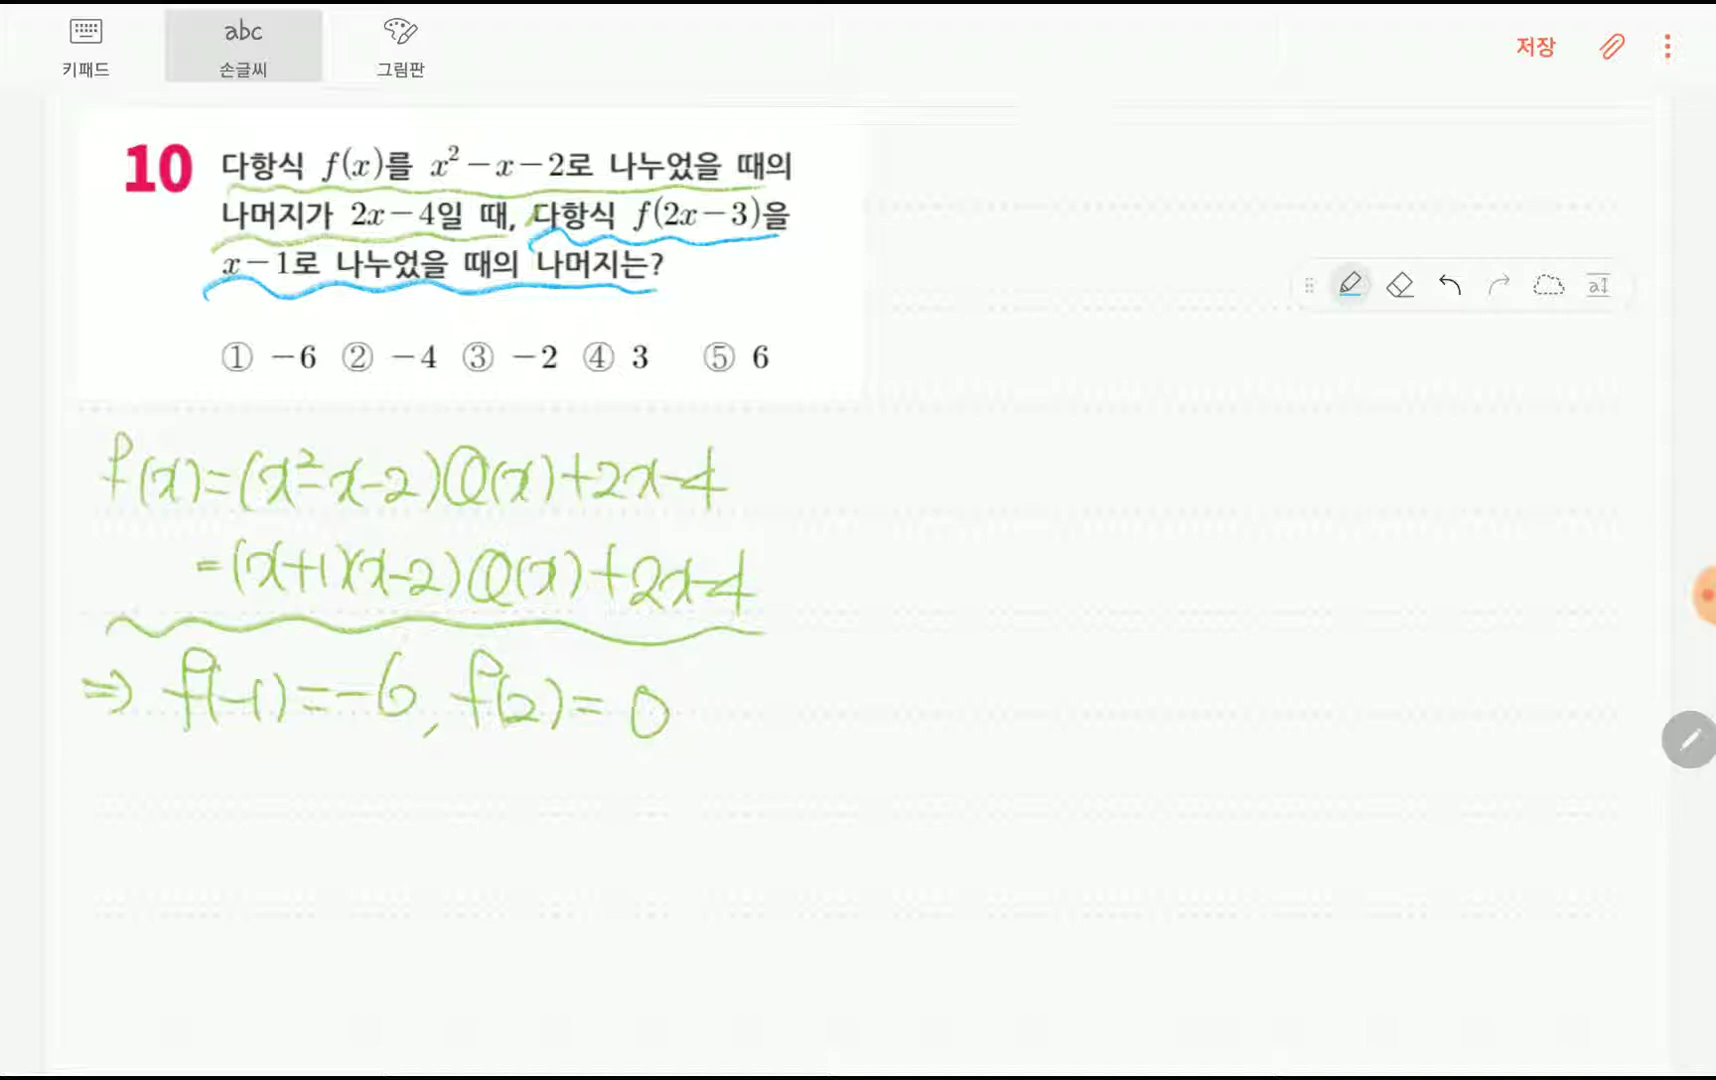 키패드
abc
손글씨
그림판
저장
10 다항식 f(x)를 x²-x-2로 나누었을 때의
나머지가 2x-4일 때, 다항식 f(2x-3)을
x-1로 나누었을 때의 나머지는?
① -6 ② -4 ③ -2 ④ 3 ⑤ 6
f(x)=(x²-x-2)Q(x)+2x-4
=(x+1)(x-2)Q(x)+2x-4
⇒ f(-1)=-6, f(2)=0